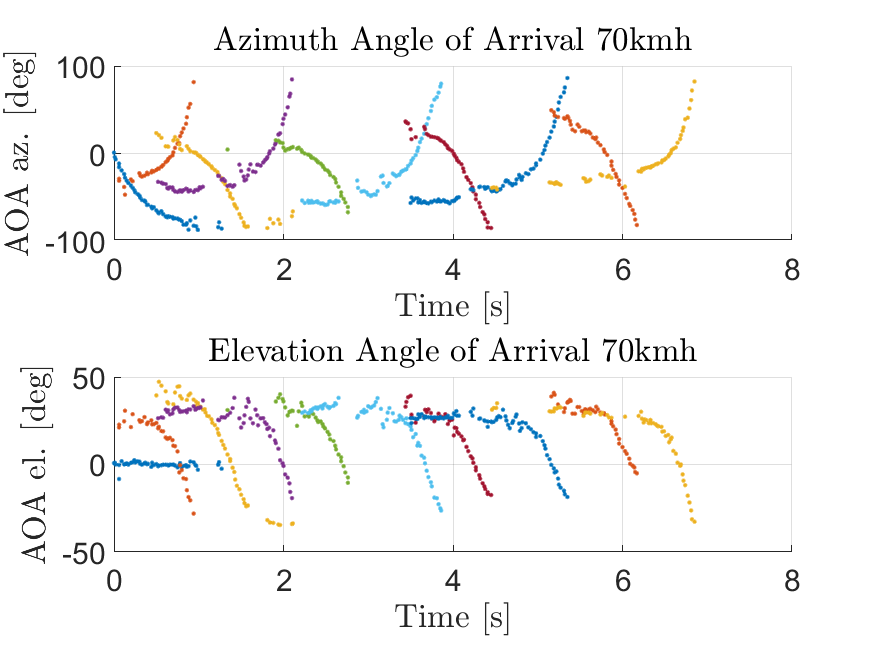 Azimuth Angle of Arrival 70kmh
AOA az. [deg]
100
0
-100
0 2 4 6 8
Time [s]
Elevation Angle of Arrival 70kmh
AOA el. [deg]
50
0
-50
0 2 4 6 8
Time [s]